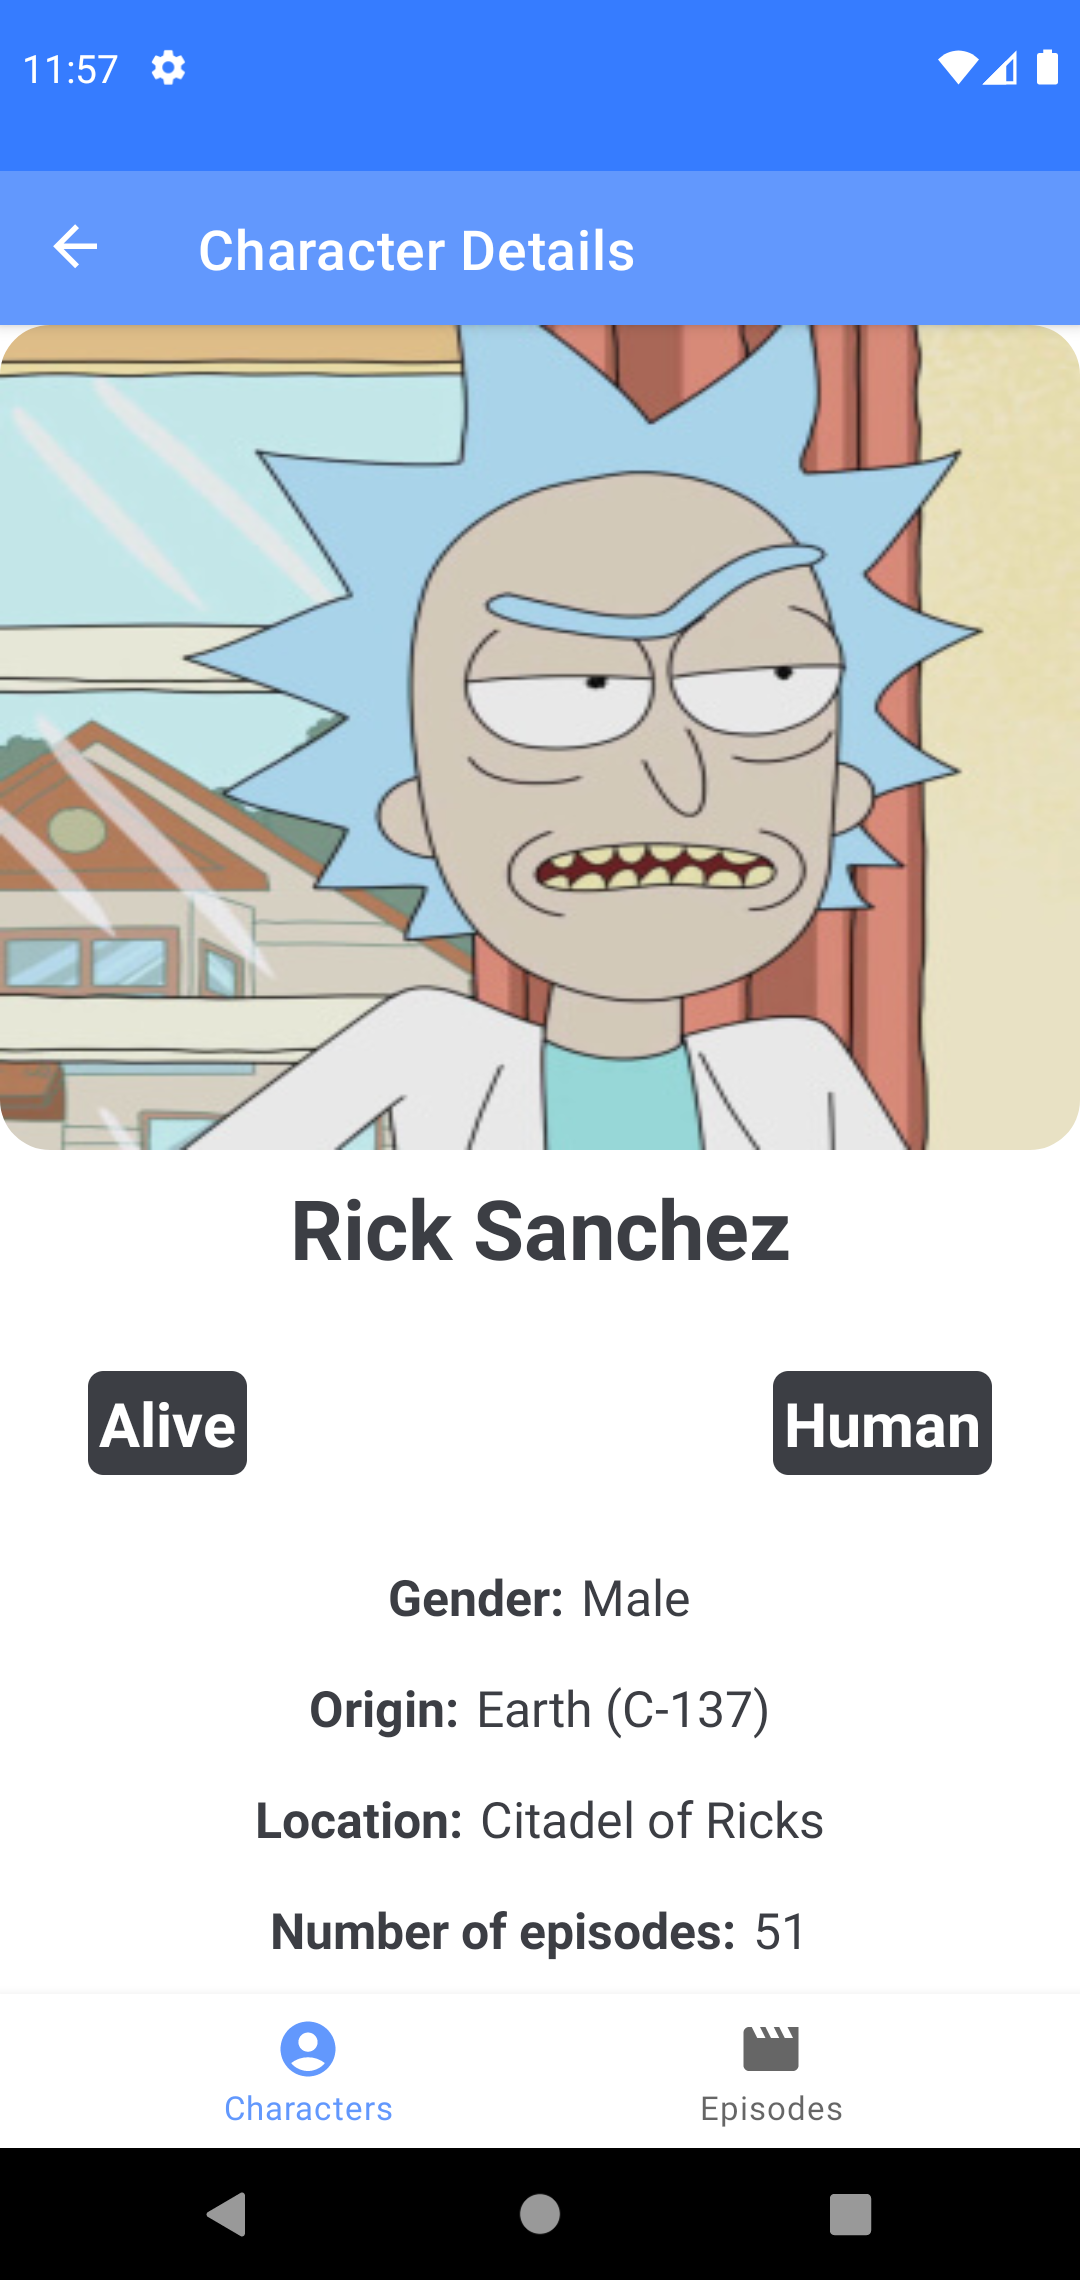 11:57
Character Details
Rick Sanchez
Alive
Human
Gender: Male
Origin: Earth (C-137)
Location: Citadel of Ricks
Number of episodes: 51
Characters
Episodes